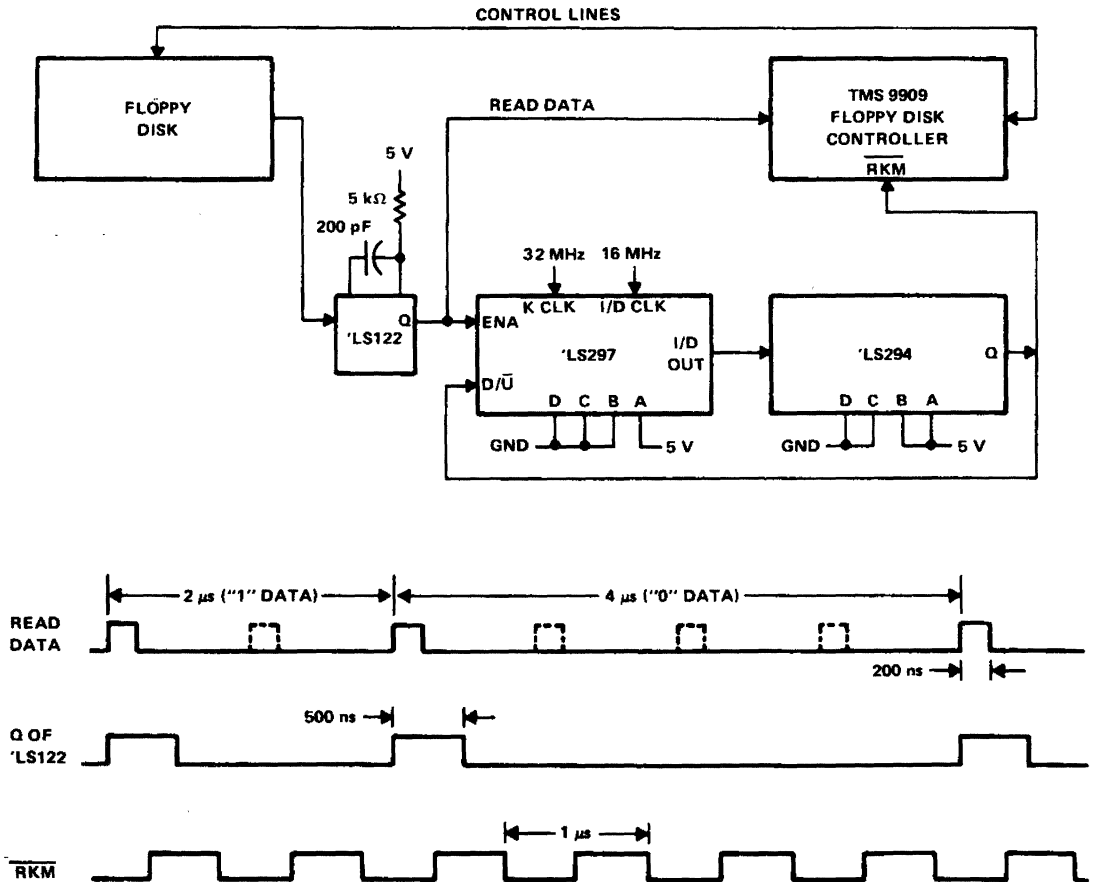 CONTROL LINES
FLOPPY
DISK
READ DATA
TMS 9909
FLOPPY DISK
CONTROLLER
RKM
5 V
5 kΩ
200 pF
32 MHz 16 MHz
Q
'LS122
ENA
K CLK I/D CLK
'LS297
I/D
OUT
D/U
D C B A
GND
5 V
'LS294
Q
D C B A
GND
5 V
2 μs ("1" DATA)
4 μs ("0" DATA)
READ
DATA
200 ns
500 ns
Q OF
'LS122
1 μs
RKM